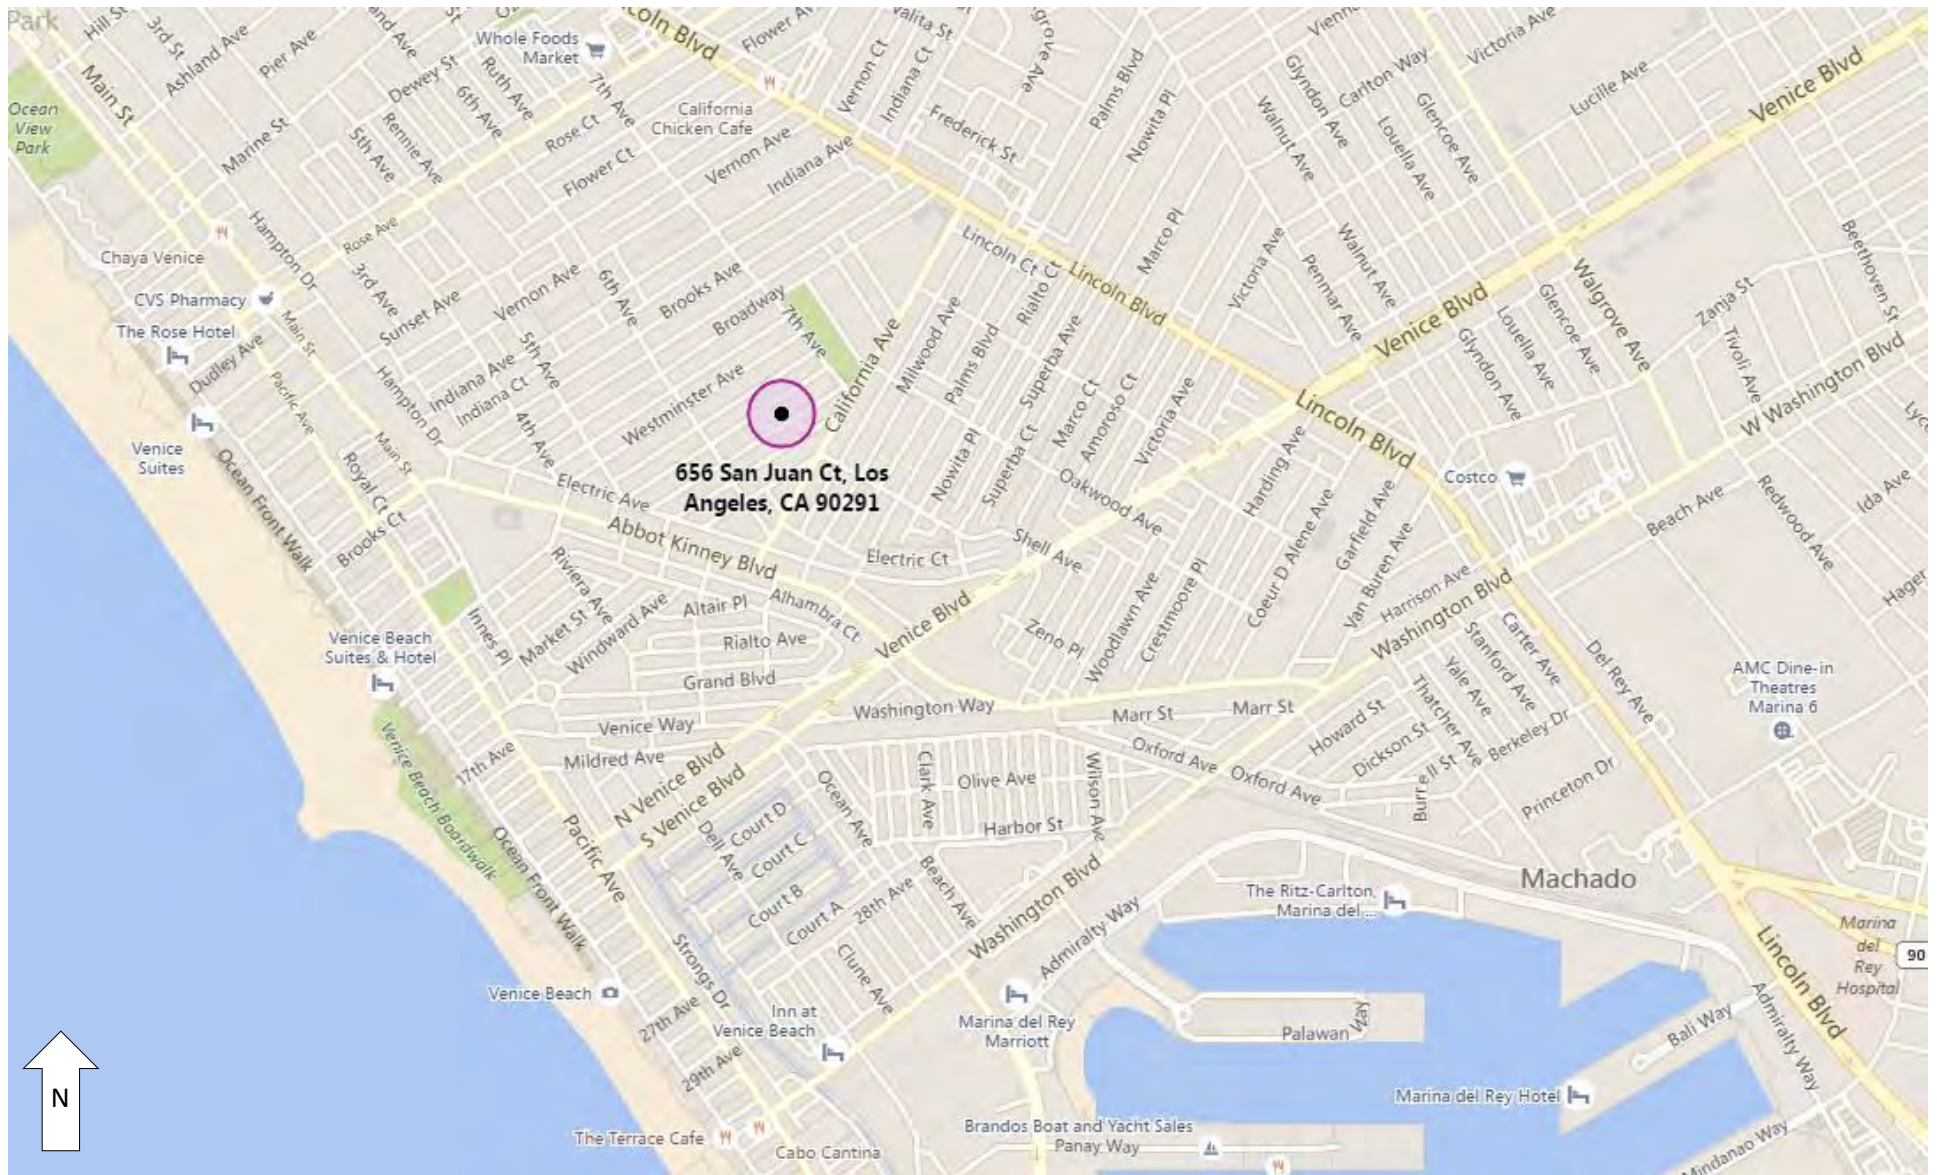 Park
Hill St
3rd St
Ashland Ave
Pier Ave
Main St
Ocean
View
Park
Marine St
Dewey St
Ruth Ave
6th Ave
5th Ave
Rennie Ave
7th Ave
Rose Ct
Flower Ct
Whole Foods
Market
Lincoln Blvd
California
Chicken Cafe
Vernon Ave
Indiana Ave
Vernon Ct
Indiana Ct
Frederick St
Palms Blvd
Nowita Pl
Marco Pl
Walnut Ave
Glyndon Ave
Carlton Way
Louella Ave
Glencoe Ave
Victoria Ave
Lucille Ave
Venice Blvd
Beethoven St
Hampton Dr
Rose Ave
Chaya Venice
CVS Pharmacy
The Rose Hotel
Dudley Ave
Main St
Pacific Ave
3rd Ave
Sunset Ave
Vernon Ave
6th Ave
Brooks Ave
Broadway
7th Ave
California Ave
Milwood Ave
Palms Blvd
Lincoln Ct
Rialto Ct
Superba Ave
Lincoln Blvd
Victoria Ave
Penmar Ave
Walnut Ave
Venice Blvd
Walgrove Ave
Glencoe Ave
Louella Ave
Glyndon Ave
Zanja St
Tivoli Ave
W Washington Blvd
Hampton Dr
Indiana Ave
Indiana Ct
5th Ave
4th Ave
Westminster Ave
656 San Juan Ct, Los
Angeles, CA 90291
Nowita Pl
Superba Ct
Marco Ct
Amoroso Ct
Victoria Ave
Oakwood Ave
Harding Ave
Lincoln Blvd
Costco
Beach Ave
Redwood Ave
Ida Ave
Venice
Suites
Ocean Front Walk
Royal Ct
Main St
Brooks Ct
Electric Ave
Abbot Kinney Blvd
Electric Ct
Shell Ave
Coeur D Alene Ave
Garfield Ave
Van Buren Ave
Harrison Ave
Washington Blvd
Riviera Ave
Market St
Windward Ave
Innes Pl
Altair Pl
Alhambra Ct
Rialto Ave
Grand Blvd
Venice Blvd
Zeno Pl
Woodlawn Ave
Crestmoore Pl
Carter Ave
Stanford Ave
Yale Ave
Thatcher Ave
Del Rey Ave
AMC Dine-in
Theatres
Marina 6
Venice Beach
Suites & Hotel
Venice Beach Boardwalk
17th Ave
Venice Way
Mildred Ave
Washington Way
Marr St
Marr St
Howard St
Dickson St
Berkeley Dr
Princeton Dr
Oxford Ave
Oxford Ave
N Venice Blvd
S Venice Blvd
Clark Ave
Olive Ave
Wilson Ave
Harbor St
Ocean Ave
Pacific Ave
Dell Ave
Court D
Court C
Court B
Court A
28th Ave
Beach Ave
Washington Blvd
Admiralty Way
Machado
The Ritz-Carlton,
Marina del ...
Ocean Front Walk
Strongs Dr
Clune Ave
Venice Beach
27th Ave
29th Ave
Inn at
Venice Beach
Marina del Rey
Marriott
Palawan Way
Marina
del
Rey
Hospital
90
Lincoln Blvd
Admiralty Way
Bali Way
Marina del Rey Hotel
Mindanao Way
N
The Terrace Cafe
Cabo Cantina
Brandos Boat and Yacht Sales
Panay Way